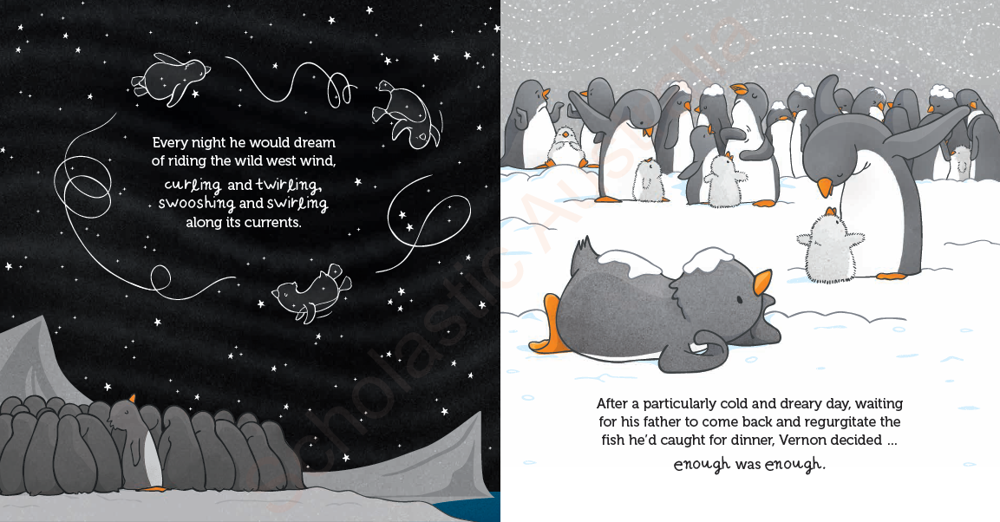 Every night he would dream
of riding the wild west wind,
curling and twirling,
swooshing and swirling
along its currents.
After a particularly cold and dreary day, waiting
for his father to come back and regurgitate the
fish he’d caught for dinner, Vernon decided ...
enough was enough.
Scholastic Australia